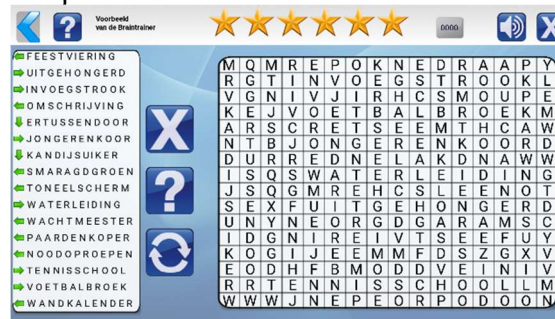 Voorbeeld
van de Braintrainer
0000
FEESTVIERING
UITGEHONGERD
INVOEGSTROOK
OMSCHRIJVING
ERTUSSENDOOR
JONGERENKOOR
KANDIJSUIKER
SMARAGDGROEN
TONEELSCHERM
WATERLEIDING
WACHTMEESTER
PAARDENKOPER
NOODOPROEPEN
TENNISSCHOOL
VOETBALBROEK
WANDKALENDER
X
?
M Q M R E P O K N E D R A A P Y
R G T I N V O E G S T R O O K L
V G N I V J I R H C S M O U P E
K E J V O E T B A L B R O E K M
A R S C R E T S E E M T H C A W
N T B J O N G E R E N K O O R D
D U R R E D N E L A K D N A W W
I S Q S W A T E R L E I D I N G
J S Q G M R E H C S L E E N O T
S E X F U I T G E H O N G E R D
U N Y N E O R G D G A R A M S C
I D G N I R E I V T S E E F U Y
K O G I J E E M M F D S Z G X V
E O D H F B M O D D V E I N I V
R R T E N N I S S C H O O L L M
W W W J N E P E O R P O D O O N